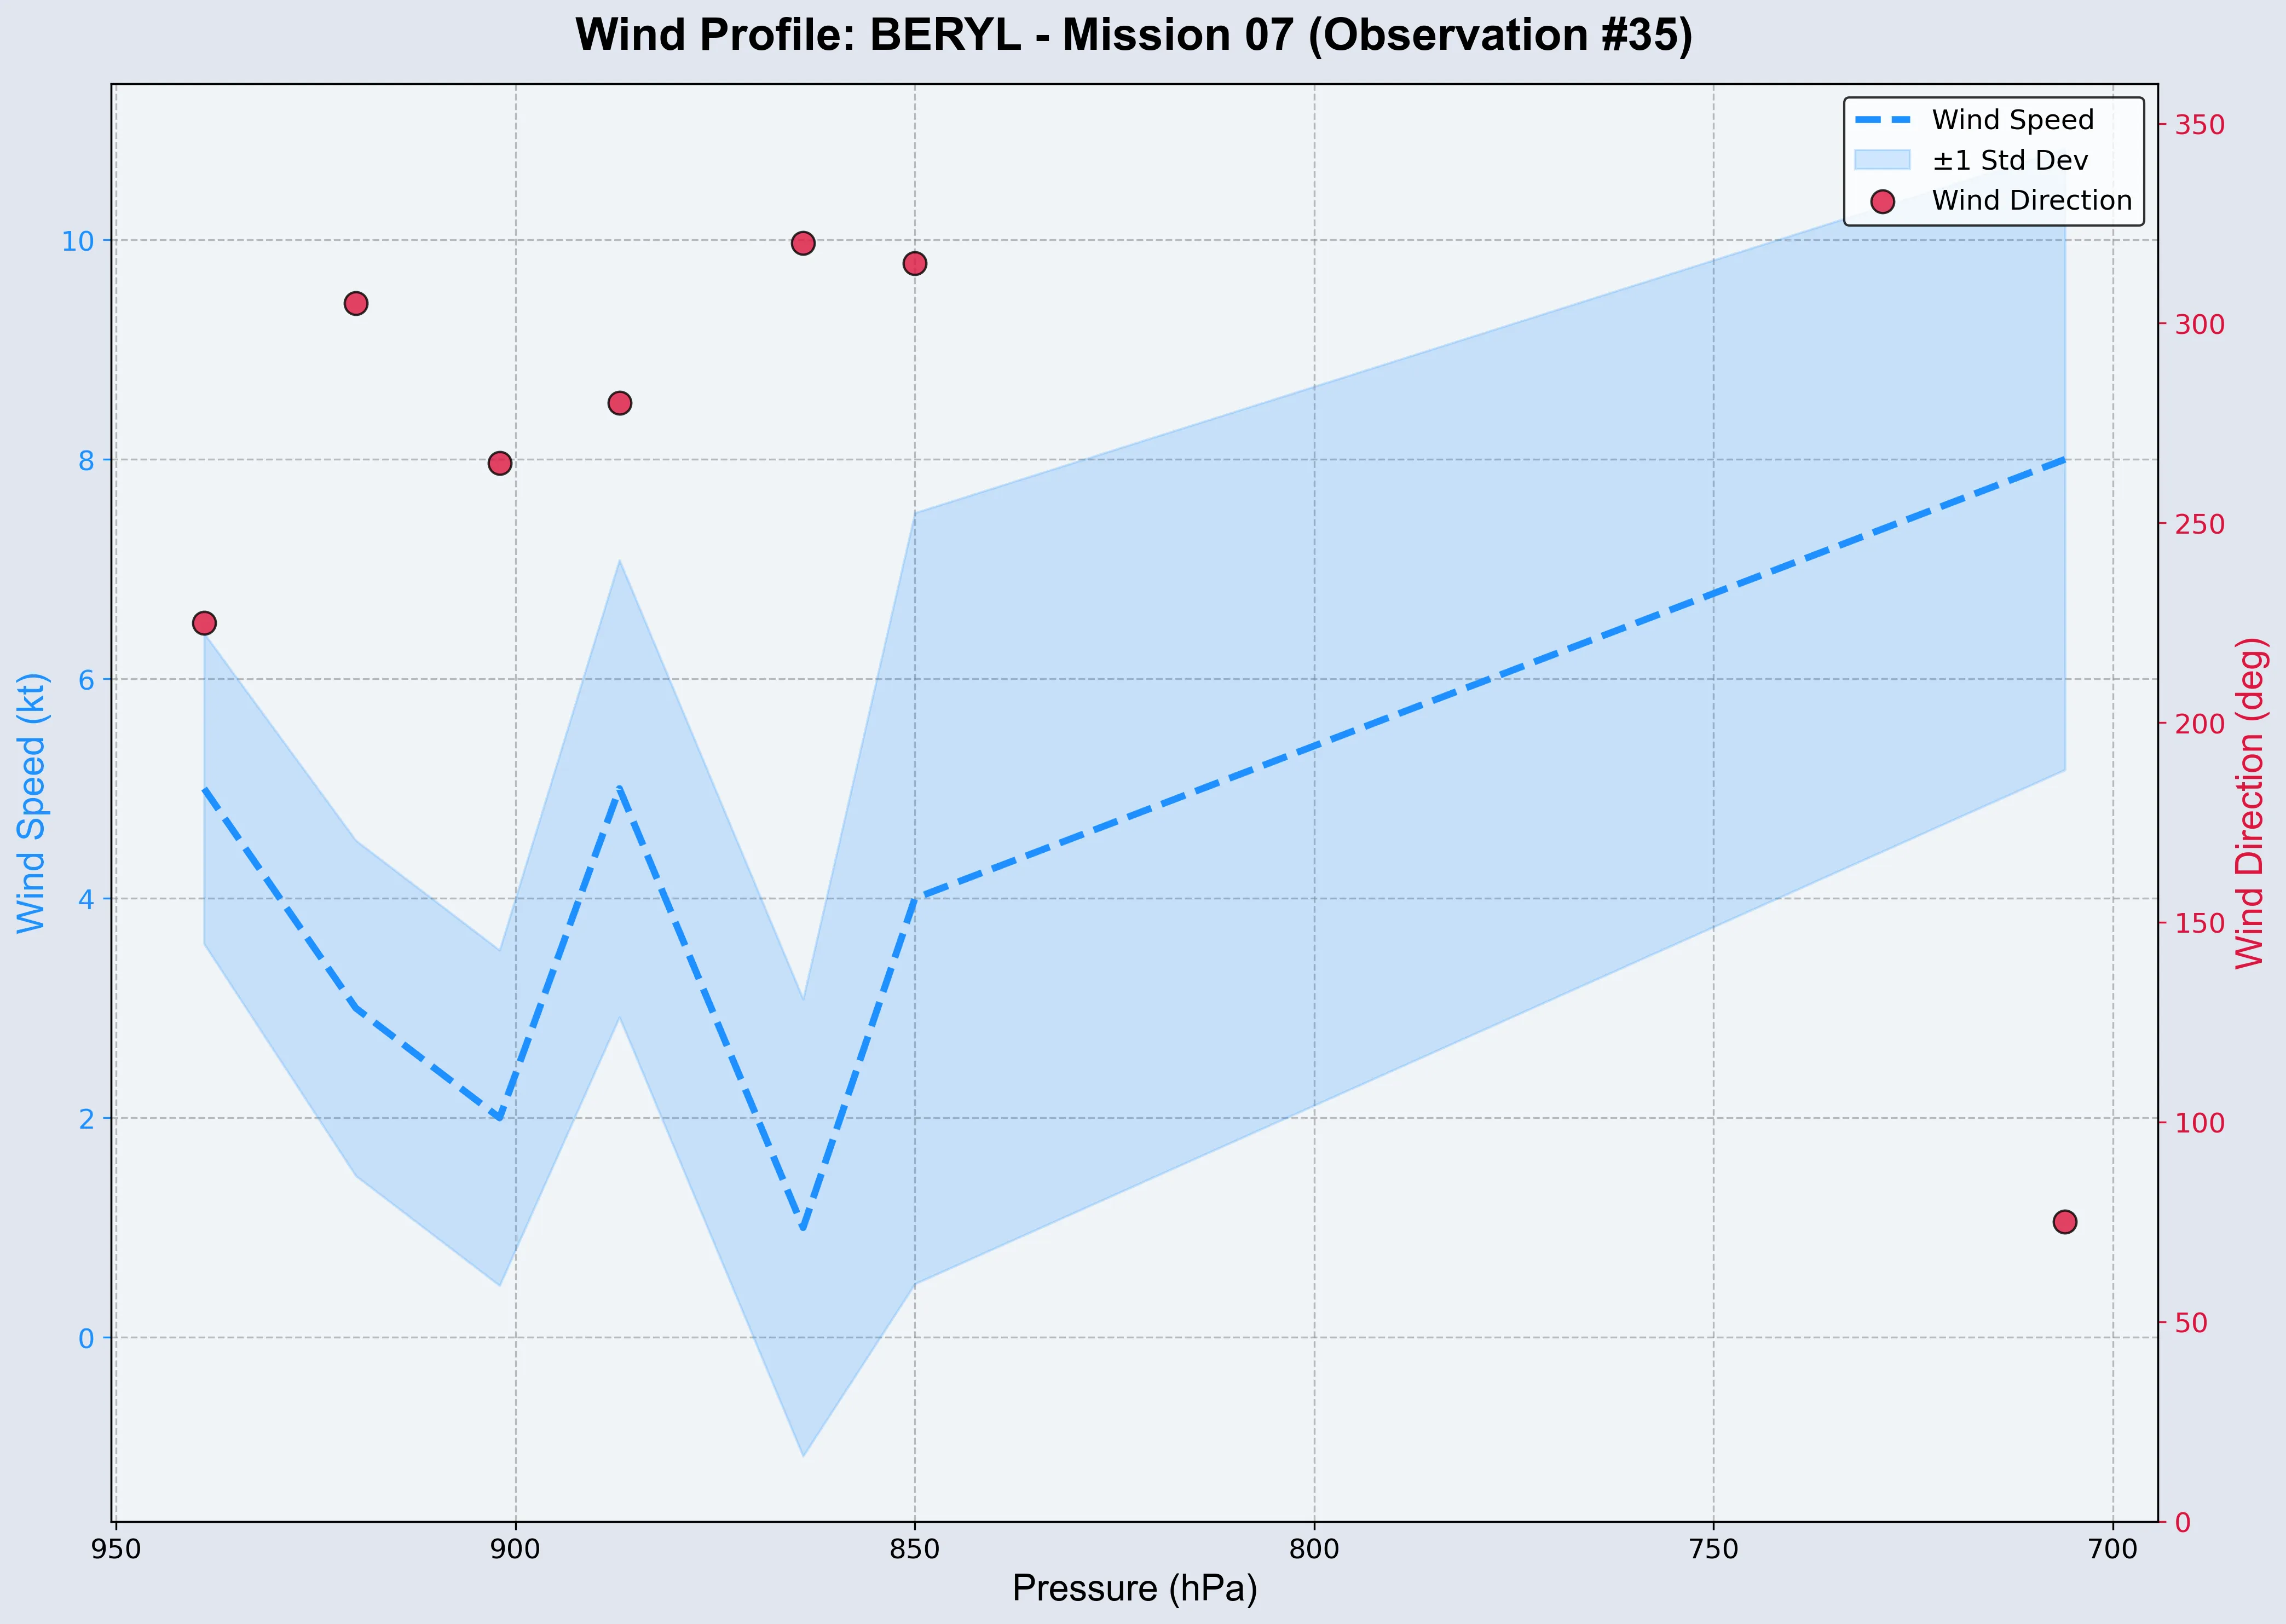 Wind Profile: BERYL - Mission 07 (Observation #35)
Wind Speed
±1 Std Dev
Wind Direction
Wind Speed (kt)
10
8
6
4
2
0
350
300
250
200
150
100
50
0
Wind Direction (deg)
950 900 850 800 750 700
Pressure (hPa)